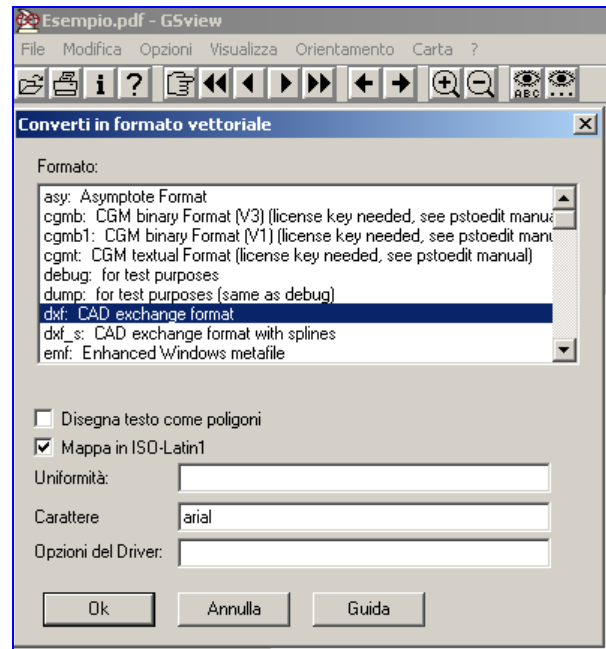 Esempio.pdf - GSview
File Modifica Opzioni Visualizza Orientamento Carta ?
i ? ABC
Converti in formato vettoriale
Formato:
asy: Asymptote Format
cgmb: CGM binary Format (V3) (license key needed, see pstoedit manua
cgmb1: CGM binary Format (V1) (license key needed, see pstoedit manu
cgmt: CGM textual Format (license key needed, see pstoedit manual)
debug: for test purposes
dump: for test purposes (same as debug)
dxf: CAD exchange format
dxf_s: CAD exchange format with splines
emf: Enhanced Windows metafile
Disegna testo come poligoni
Mappa in ISO-Latin1
Uniformità:
Carattere arial
Opzioni del Driver:
Ok Annulla Guida